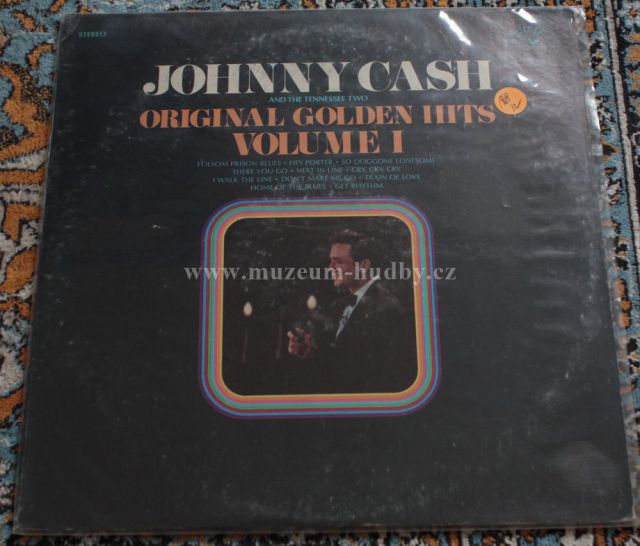 STEREO
JOHNNY CASH
AND THE TENNESSEE TWO
ORIGINAL GOLDEN HITS
VOLUME I
FOLSOM PRISON BLUES • HEY PORTER • SO DOGGONE LONESOME
THERE YOU GO • NEXT IN LINE • CRY, CRY, CRY
I WALK THE LINE • DON'T MAKE ME GO • TRAIN OF LOVE
HOME OF THE BLUES • GET RHYTHM
www.muzeum-hudby.cz